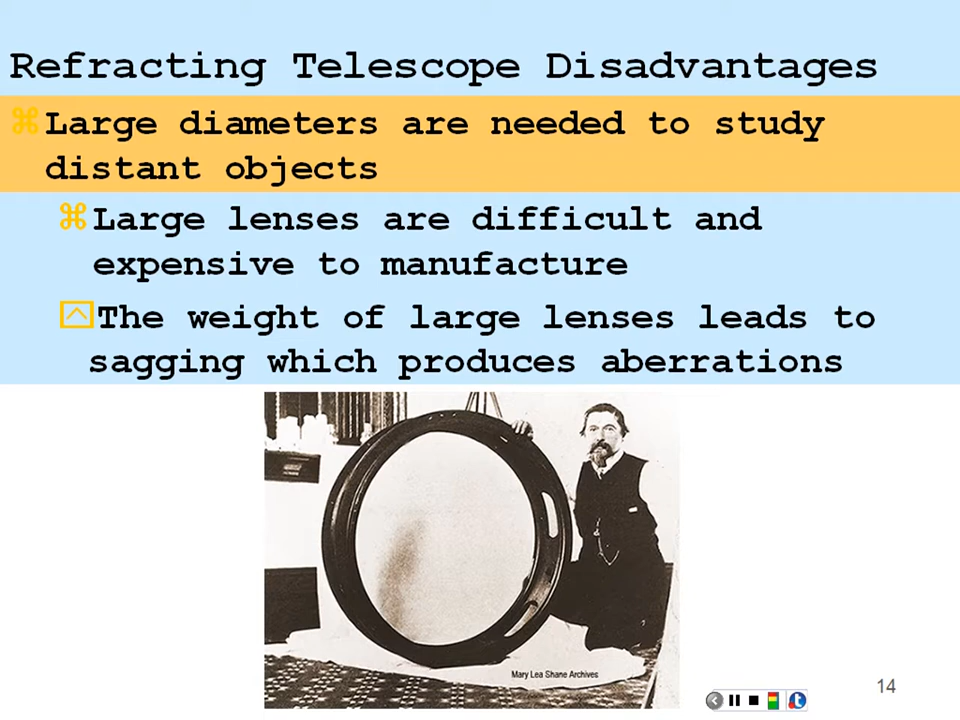 Refracting Telescope Disadvantages
⌘Large diameters are needed to study
distant objects
⌘Large lenses are difficult and
expensive to manufacture
The weight of large lenses leads to
sagging which produces aberrations
Mary Lea Shane Archives
14